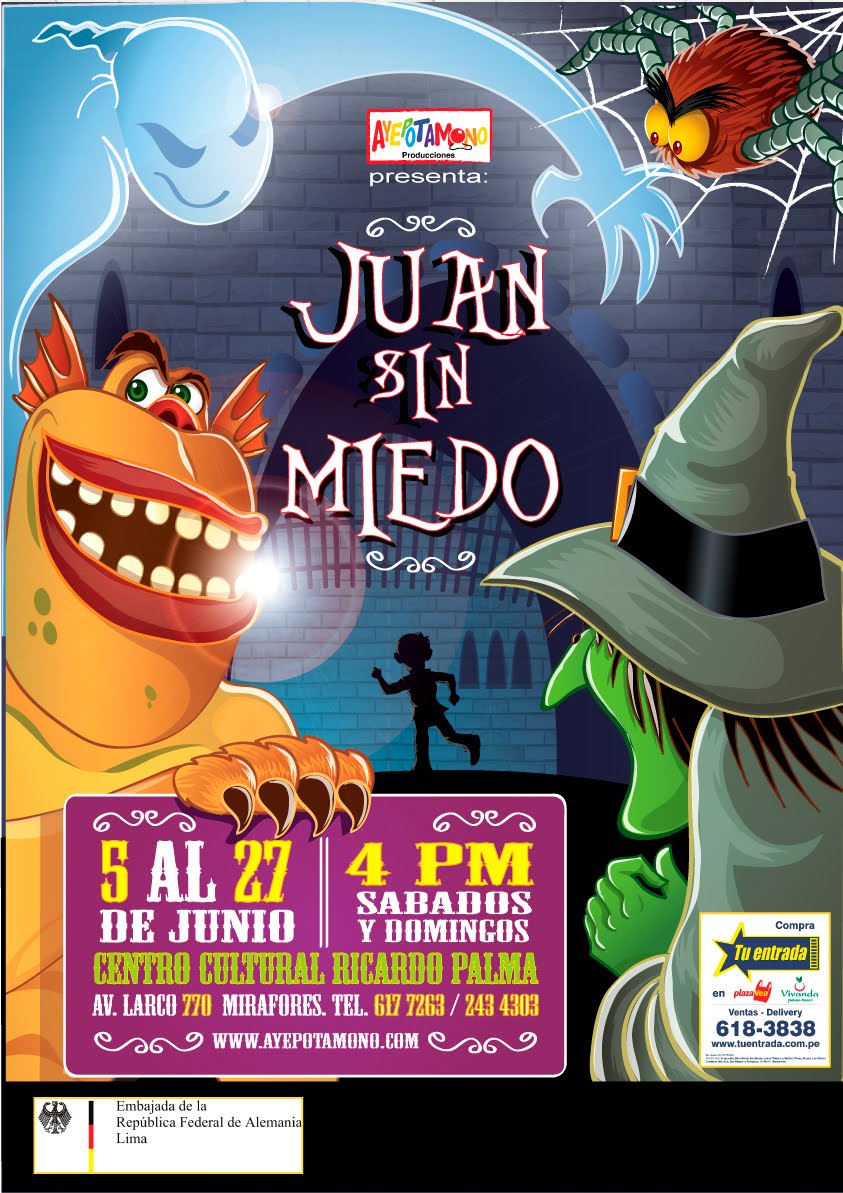 AYEPOTAMONO
Producciones
presenta:
JUAN
SIN
MIEDO
5 AL 27
DE JUNIO
4 PM
SABADOS
Y DOMINGOS
CENTRO CULTURAL RICARDO PALMA
AV. LARCO 770 MIRAFORES. TEL. 617 7263 / 243 4303
WWW.AYEPOTAMONO.COM
Compra
Tu entrada
en plazaVea Vivanda
Ventas - Delivery
618-3838
www.tuentrada.com.pe
Embajada de la
República Federal de Alemania
Lima